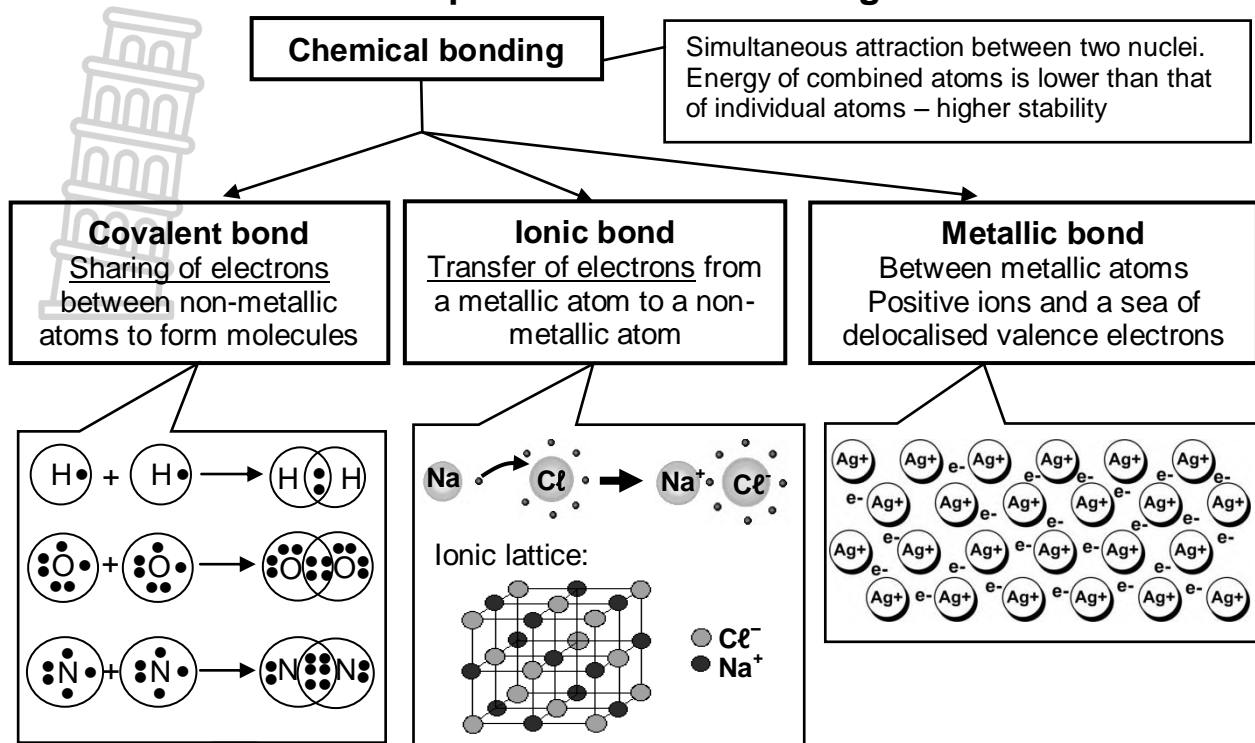 Chemical bonding
Simultaneous attraction between two nuclei.
Energy of combined atoms is lower than that
of individual atoms – higher stability
Covalent bond
Sharing of electrons
between non-metallic
atoms to form molecules
Ionic bond
Transfer of electrons from
a metallic atom to a non-
metallic atom
Metallic bond
Between metallic atoms
Positive ions and a sea of
delocalised valence electrons
H + H H H
O + O O O
N + N N N
Na Cℓ Na⁺ Cℓ⁻
Ionic lattice:
Cℓ⁻
Na⁺
Ag+ Ag+ e- Ag+ Ag+ e- Ag+ e- Ag+ e-
e- Ag+ Ag+ e- Ag+ e- Ag+ e- Ag+ e- Ag+
Ag+ e- Ag+ e- Ag+ Ag+ e- Ag+ Ag+ e-
Ag+ e- Ag+ e- Ag+ e- Ag+ e- Ag+ e- Ag+